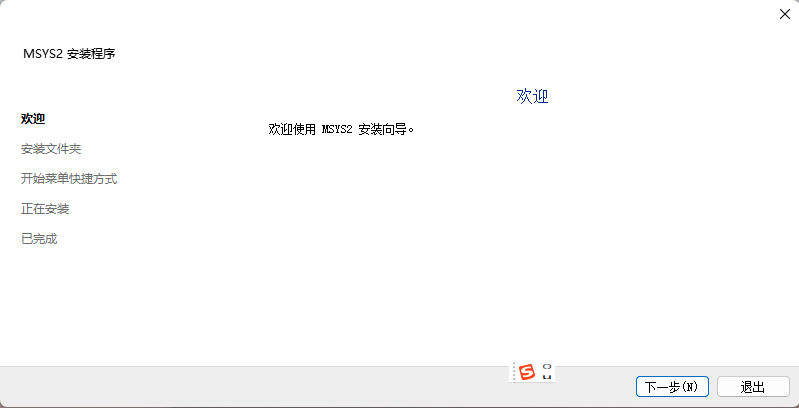 MSYS2 安装程序
欢迎
欢迎
欢迎使用 MSYS2 安装向导。
安装文件夹
开始菜单快捷方式
正在安装
已完成
下一步(N)
退出